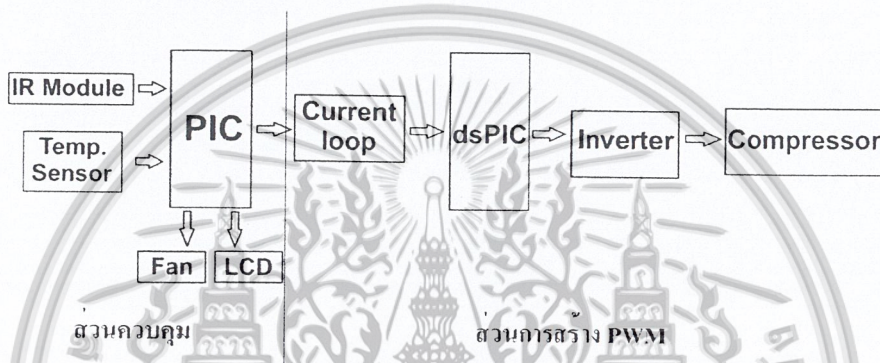 IR Module
Temp.
Sensor
PIC
Current
loop
dsPIC
Inverter
Compressor
Fan
LCD
ส่วนควบคุม
ส่วนการสร้าง PWM